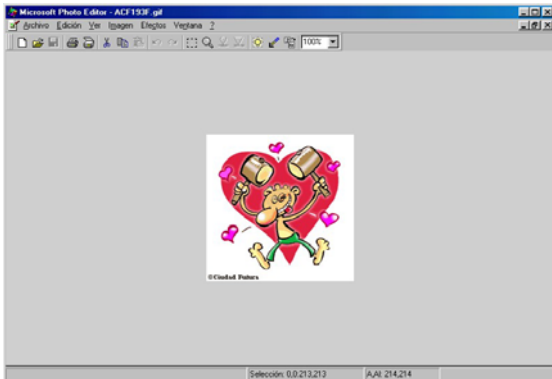 Microsoft Photo Editor - ACF193F.gif
Archivo Edición Ver Imagen Efectos Ventana ?
100%
©Ciudad Futura
Selección: 0,0:213,213 A,Al: 214,214